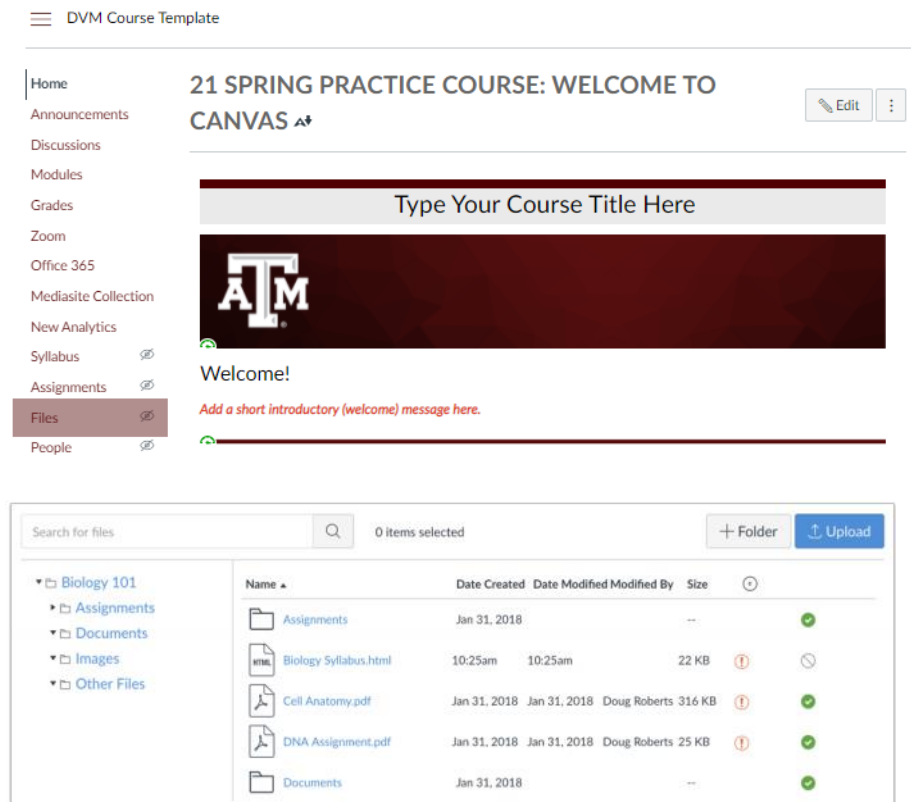 DVM Course Template
Home
Announcements
Discussions
Modules
Grades
Zoom
Office 365
Mediasite Collection
New Analytics
Syllabus
Assignments
Files
People
21 SPRING PRACTICE COURSE: WELCOME TO
CANVAS
Edit
Type Your Course Title Here
ATM
Welcome!
Add a short introductory (welcome) message here.
Search for files
0 items selected
+ Folder
Upload
Biology 101
Assignments
Documents
Images
Other Files
Name Date Created Date Modified Modified By Size
Assignments Jan 31, 2018 --
HTML Biology Syllabus.html 10:25am 10:25am 22 KB
Cell Anatomy.pdf Jan 31, 2018 Jan 31, 2018 Doug Roberts 316 KB
DNA Assignment.pdf Jan 31, 2018 Jan 31, 2018 Doug Roberts 25 KB
Documents Jan 31, 2018 --